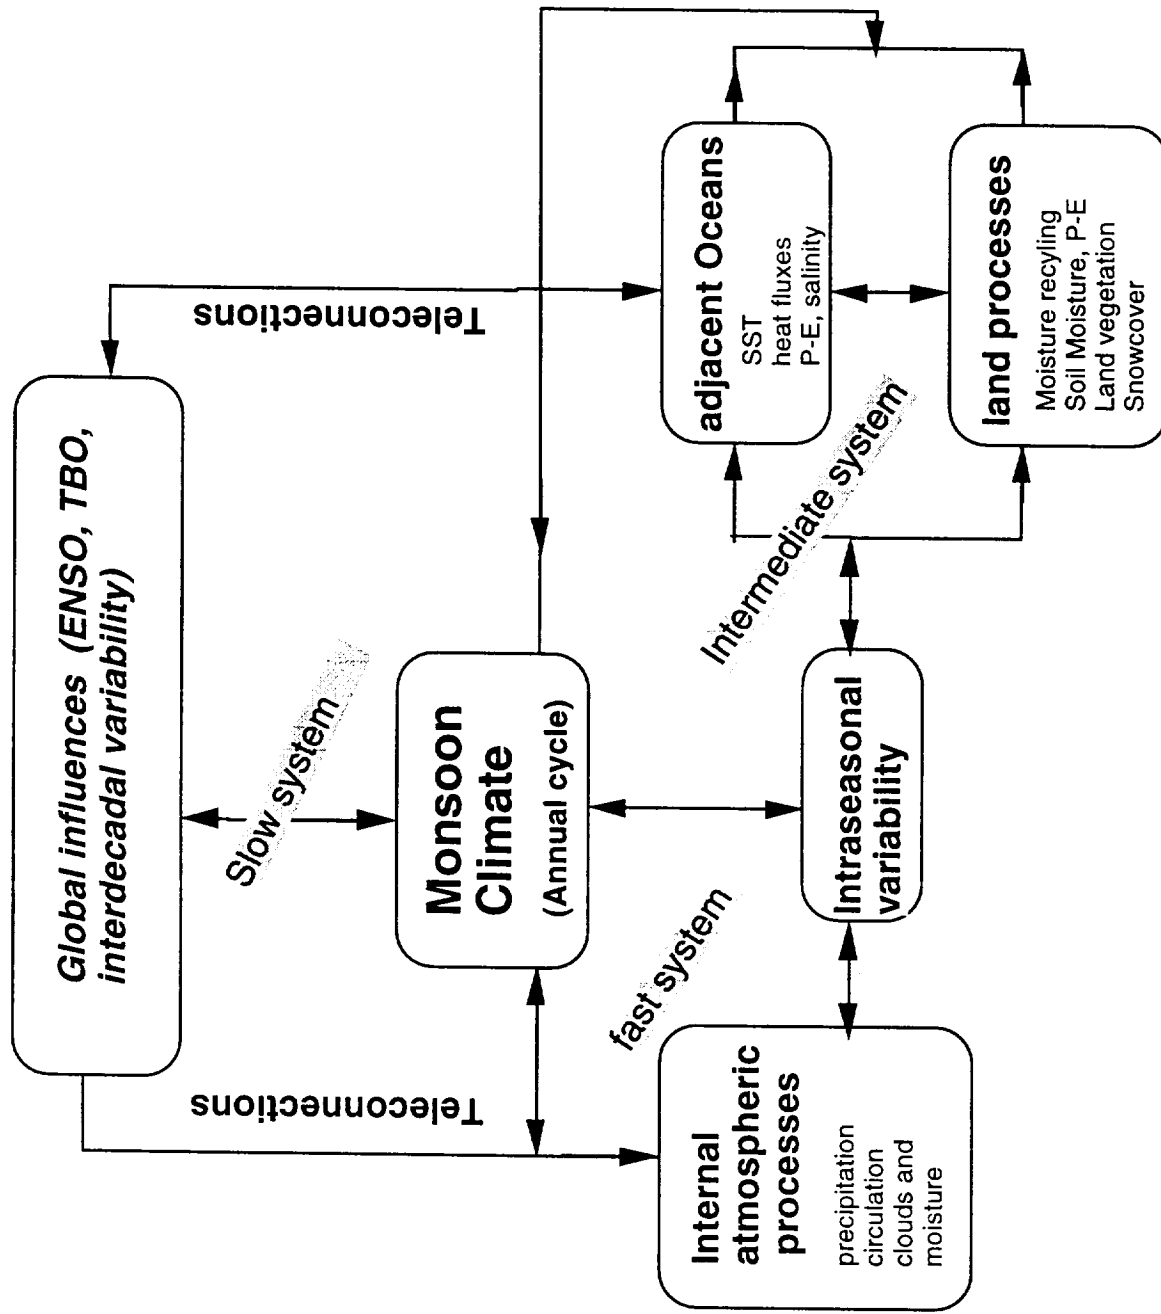 Global influences (ENSO, TBO,
interdecadal variability)
Teleconnections
Slow system
Teleconnections
Monsoon
Climate
(Annual cycle)
fast system
Intermediate system
Internal
atmospheric
processes
precipitation
circulation
clouds and
moisture
Intraseasonal
variability
adjacent Oceans
SST
heat fluxes
P-E, salinity
land processes
Moisture recyling
Soil Moisture, P-E
Land vegetation
Snowcover